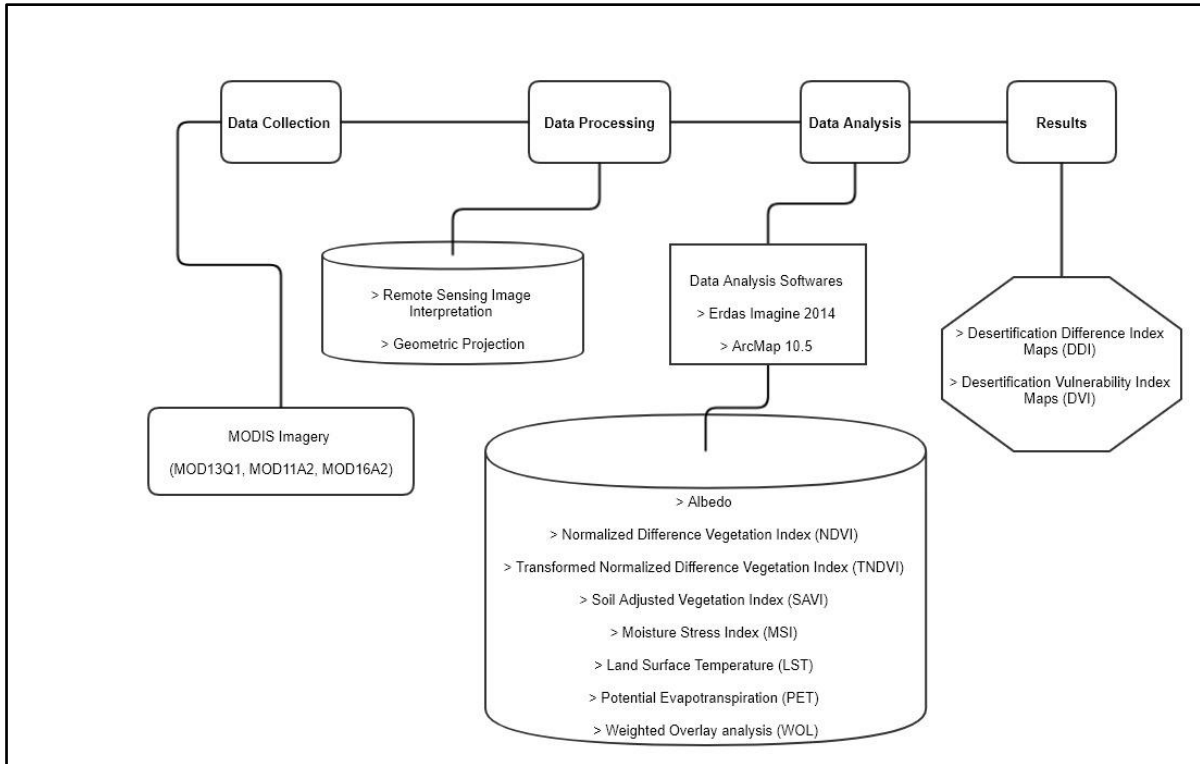 Data Collection
Data Processing
Data Analysis
Results
> Remote Sensing Image
Interpretation
> Geometric Projection
Data Analysis Softwares
> Erdas Imagine 2014
> ArcMap 10.5
> Desertification Difference Index
Maps (DDI)
> Desertification Vulnerability Index
Maps (DVI)
MODIS Imagery
(MOD13Q1, MOD11A2, MOD16A2)
> Albedo
> Normalized Difference Vegetation Index (NDVI)
> Transformed Normalized Difference Vegetation Index (TNDVI)
> Soil Adjusted Vegetation Index (SAVI)
> Moisture Stress Index (MSI)
> Land Surface Temperature (LST)
> Potential Evapotranspiration (PET)
> Weighted Overlay analysis (WOL)